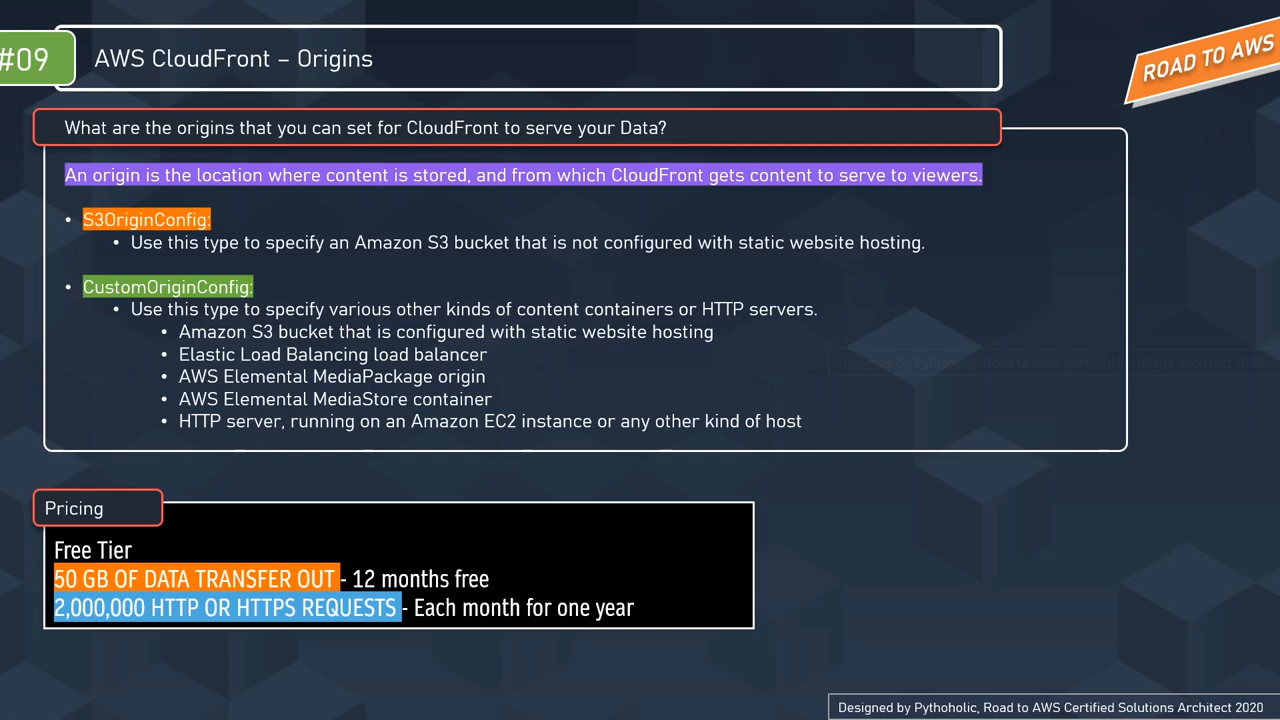 #09
AWS CloudFront – Origins
ROAD TO AWS
What are the origins that you can set for CloudFront to serve your Data?
An origin is the location where content is stored, and from which CloudFront gets content to serve to viewers.
• S3OriginConfig:
• Use this type to specify an Amazon S3 bucket that is not configured with static website hosting.
• CustomOriginConfig:
• Use this type to specify various other kinds of content containers or HTTP servers.
• Amazon S3 bucket that is configured with static website hosting
• Elastic Load Balancing load balancer
• AWS Elemental MediaPackage origin
• AWS Elemental MediaStore container
• HTTP server, running on an Amazon EC2 instance or any other kind of host
Pricing
Free Tier
50 GB OF DATA TRANSFER OUT - 12 months free
2,000,000 HTTP OR HTTPS REQUESTS - Each month for one year
Designed by Pythoholic, Road to AWS Certified Solutions Architect 2020